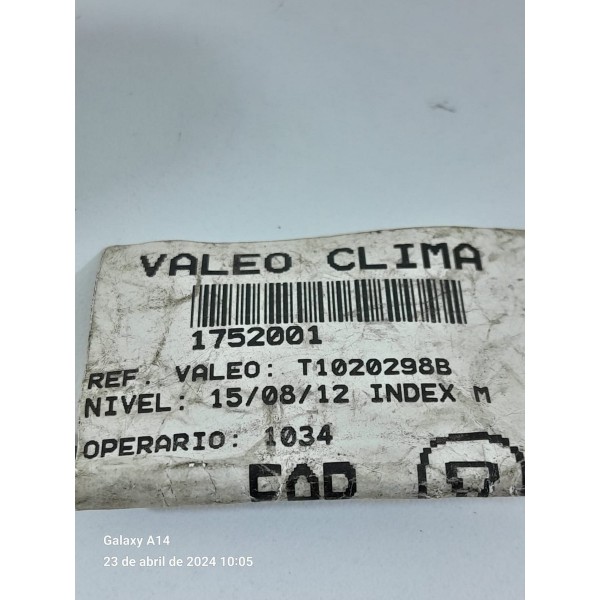 VALEO CLIMA
1752001
REF. VALEO: T1020298B
NIVEL: 15/08/12 INDEX M
OPERARIO: 1034
Galaxy A14
23 de abril de 2024 10:05